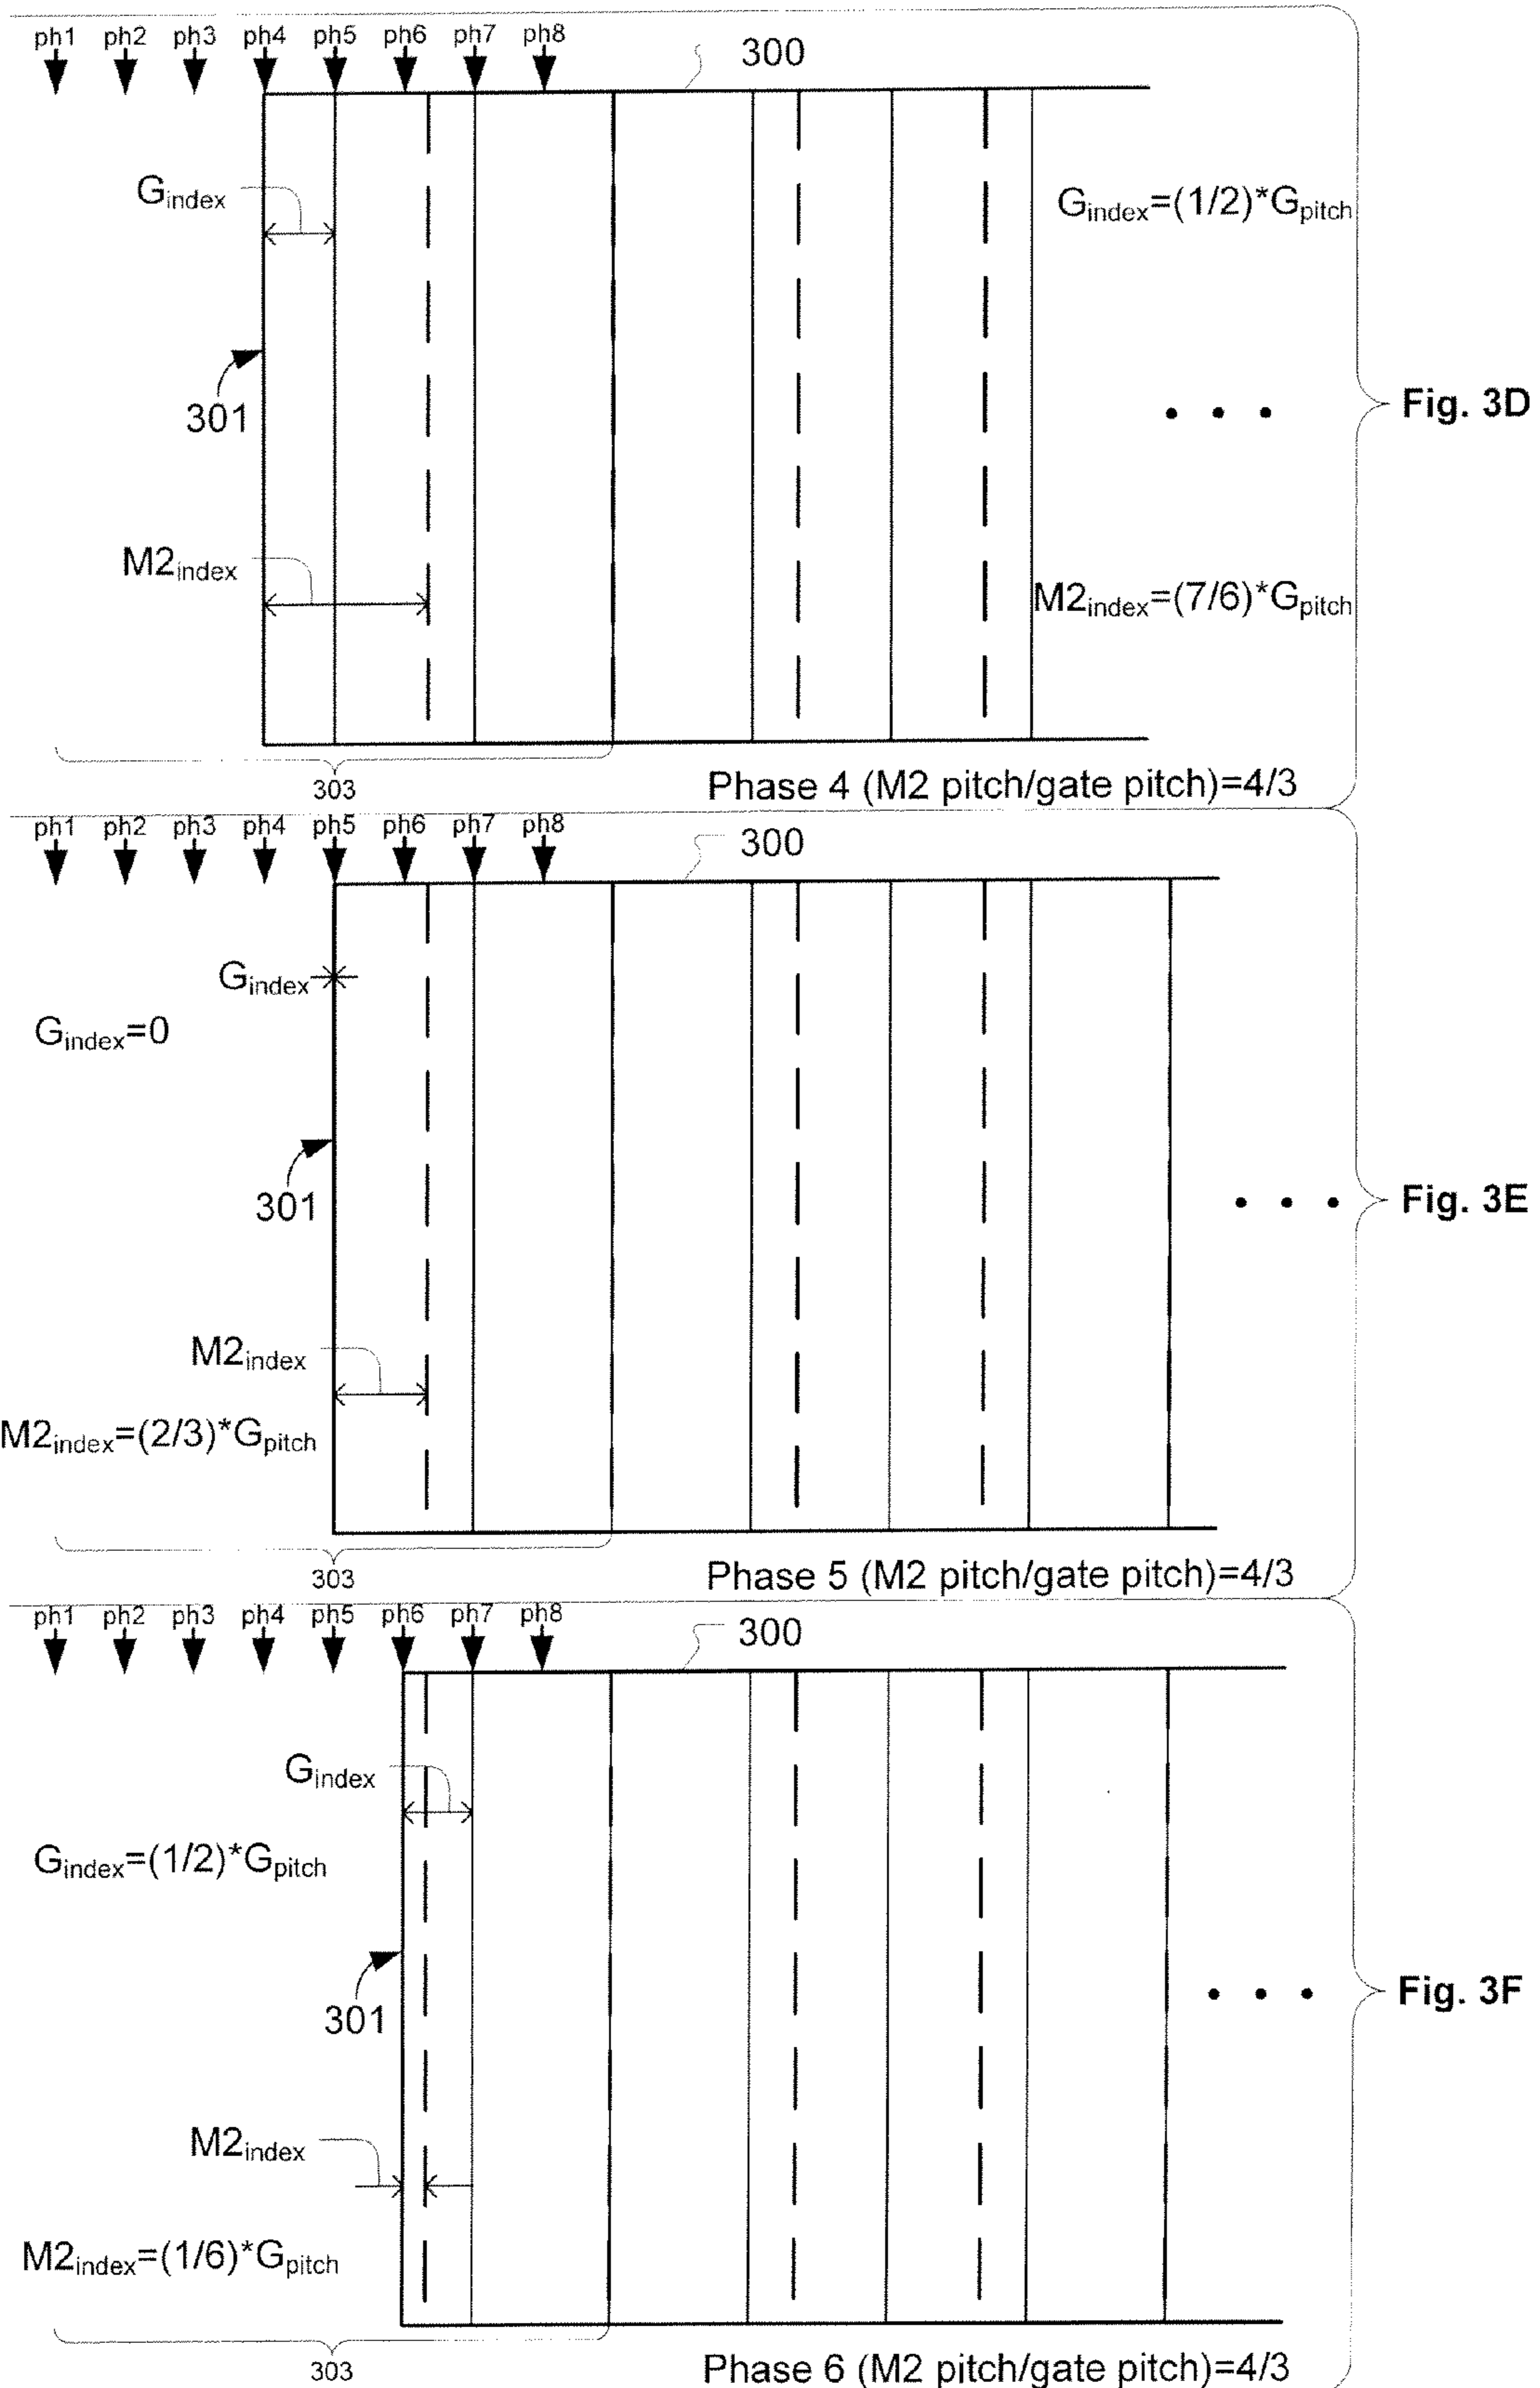 ph1 ph2 ph3 ph4 ph5 ph6 ph7 ph8
300
Gindex
Gindex=(1/2)*Gpitch
301
Fig. 3D
M2index
M2index=(7/6)*Gpitch
303
Phase 4 (M2 pitch/gate pitch)=4/3
ph1 ph2 ph3 ph4 ph5 ph6 ph7 ph8
300
Gindex
Gindex=0
301
Fig. 3E
M2index
M2index=(2/3)*Gpitch
303
Phase 5 (M2 pitch/gate pitch)=4/3
ph1 ph2 ph3 ph4 ph5 ph6 ph7 ph8
300
Gindex
Gindex=(1/2)*Gpitch
301
Fig. 3F
M2index
M2index=(1/6)*Gpitch
303
Phase 6 (M2 pitch/gate pitch)=4/3